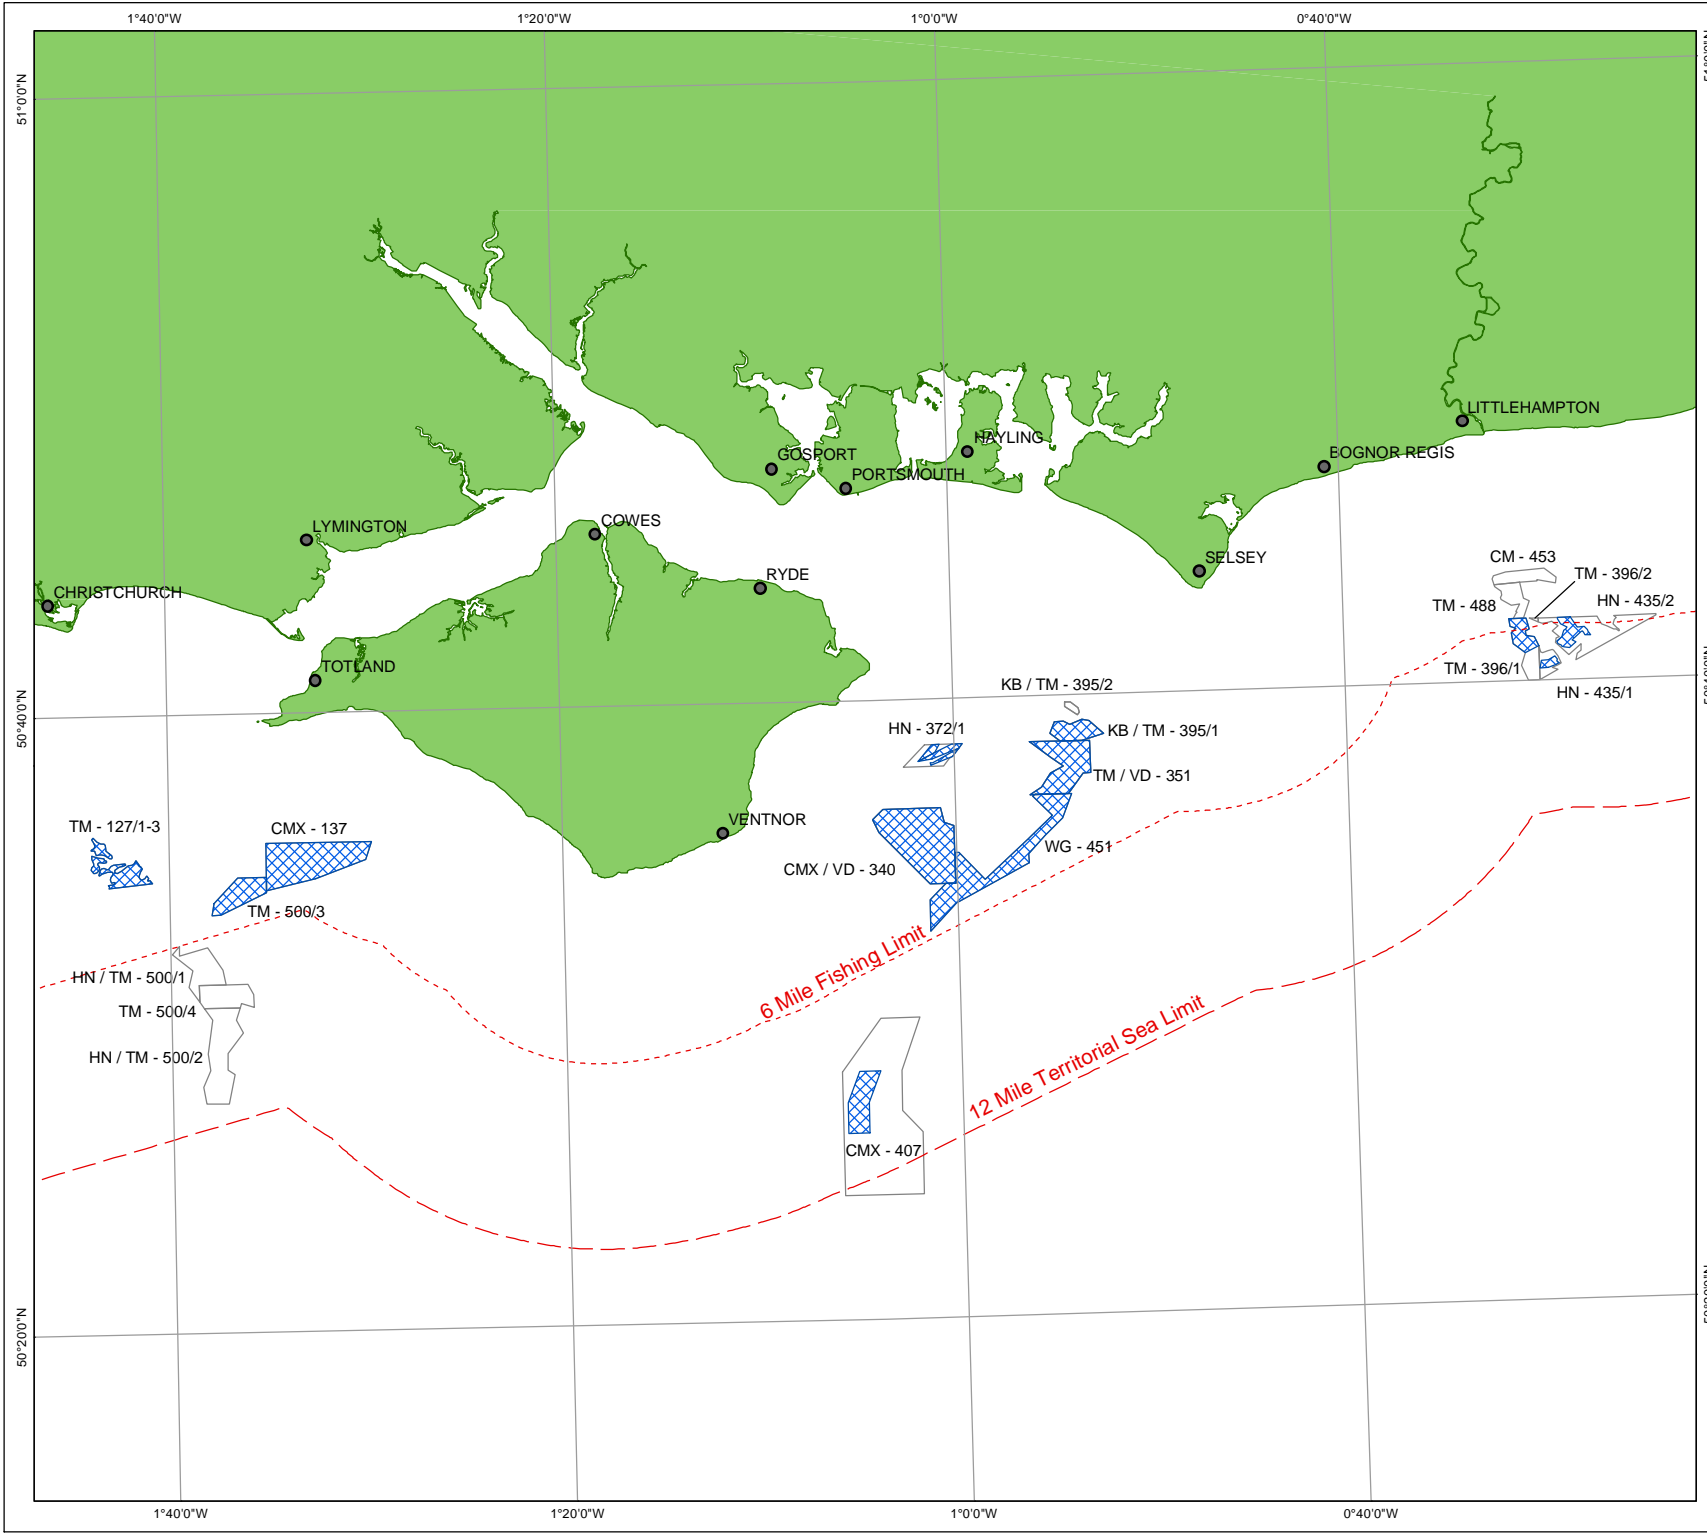 1°40'0"W
1°20'0"W
1°0'0"W
0°40'0"W
51°0'0"N
LITTLEHAMPTON
HAYLING
BOGNOR REGIS
GOSPORT
PORTSMOUTH
COWES
LYMINGTON
SELSEY
CM - 453
TM - 396/2
RYDE
CHRISTCHURCH
HN - 435/2
TM - 488
TOTLAND
TM - 396/1
KB / TM - 395/2
HN - 435/1
50°40'0"N
HN - 372/1
KB / TM - 395/1
TM / VD - 351
VENTNOR
TM - 127/1-3
CMX - 137
WG - 451
CMX / VD - 340
TM - 500/3
6 Mile Fishing Limit
HN / TM - 500/1
TM - 500/4
12 Mile Territorial Sea Limit
HN / TM - 500/2
CMX - 407
50°20'0"N
1°40'0"W
1°20'0"W
1°0'0"W
0°40'0"W